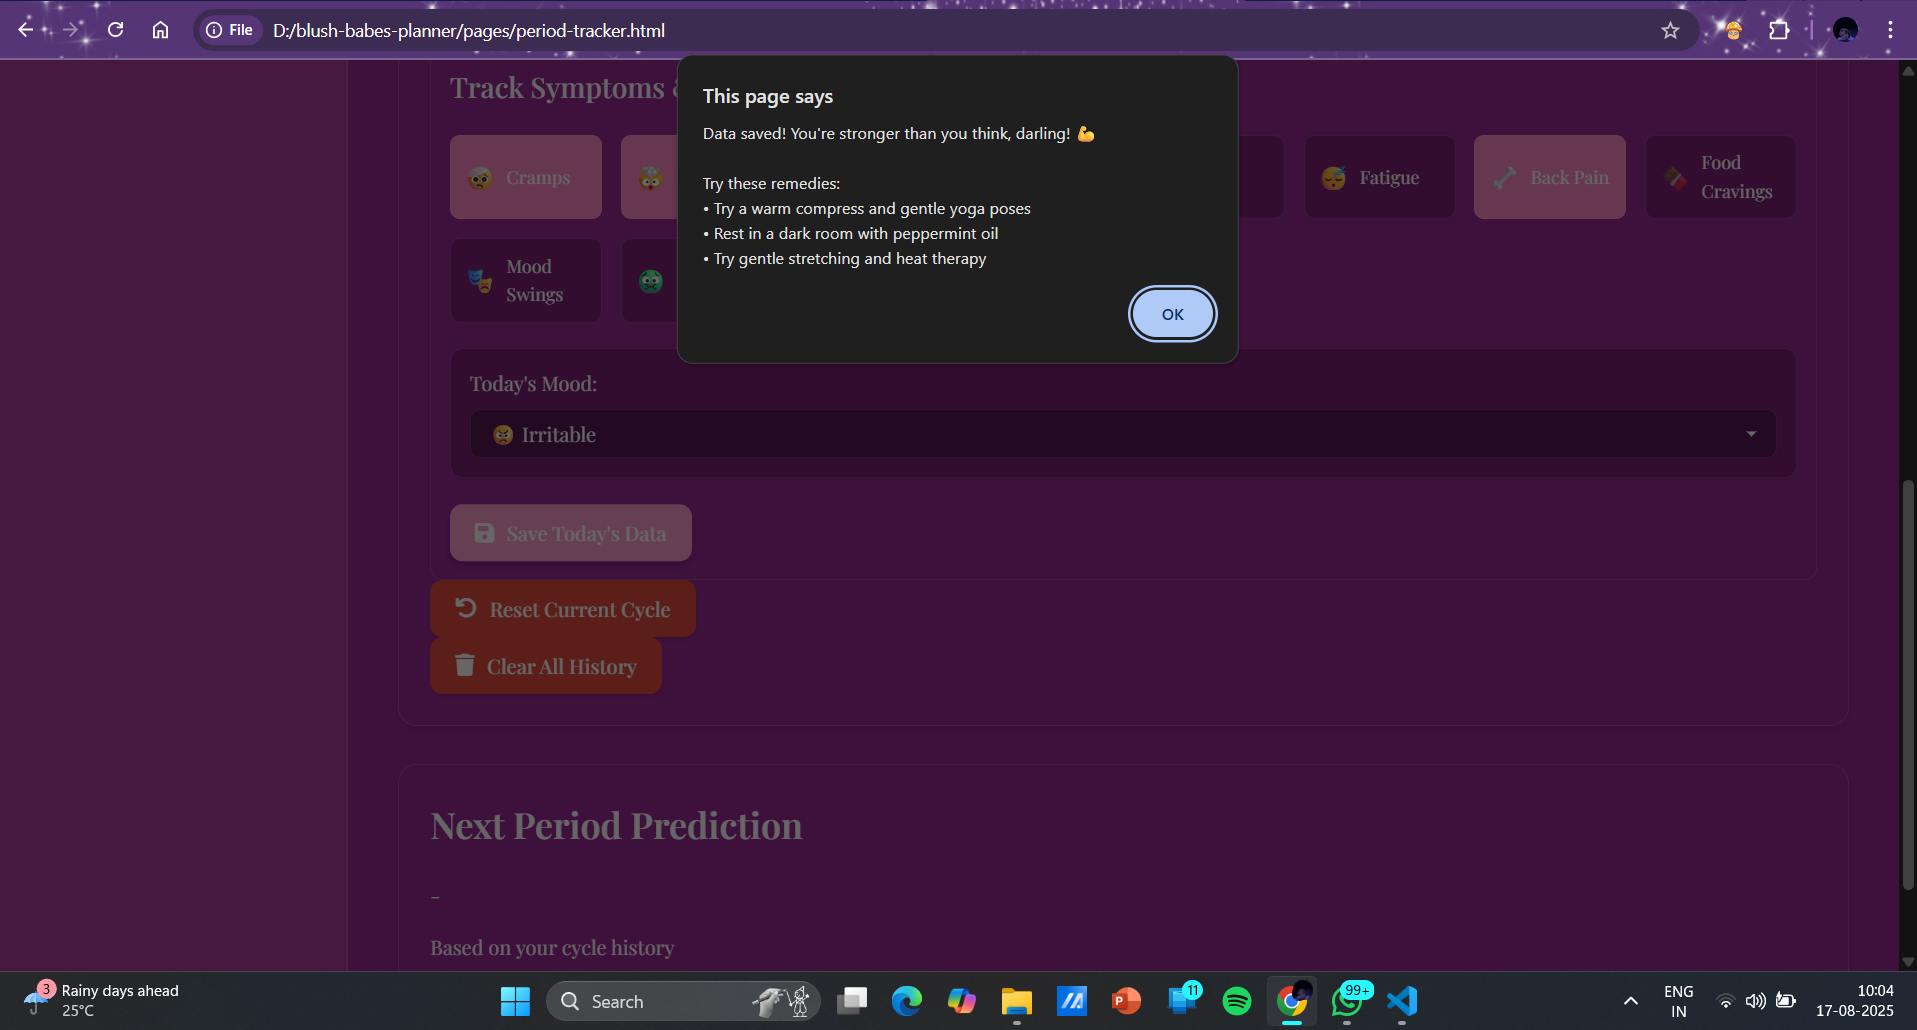 File
D:/blush-babes-planner/pages/period-tracker.html
Track Symptoms
This page says
Data saved! You're stronger than you think, darling! 💪
Try these remedies:
• Try a warm compress and gentle yoga poses
• Rest in a dark room with peppermint oil
• Try gentle stretching and heat therapy
OK
Cramps
Fatigue
Back Pain
Food
Cravings
Mood
Swings
Today's Mood:
Irritable
Save Today's Data
Reset Current Cycle
Clear All History
Next Period Prediction
-
Based on your cycle history
3
Rainy days ahead
25°C
Search
P
11
99+
ENG
IN
10:04
17-08-2025